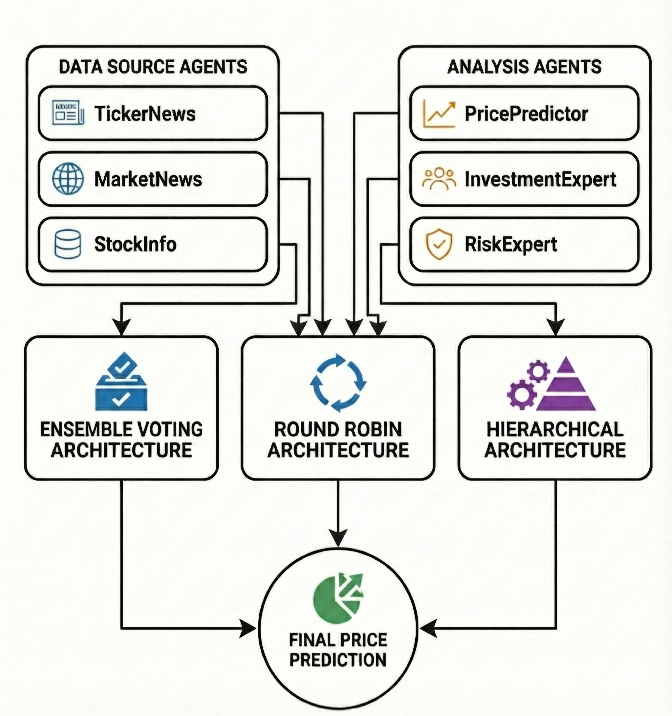 DATA SOURCE AGENTS
TickerNews
MarketNews
StockInfo
ANALYSIS AGENTS
PricePredictor
InvestmentExpert
RiskExpert
ENSEMBLE VOTING
ARCHITECTURE
ROUND ROBIN
ARCHITECTURE
HIERARCHICAL
ARCHITECTURE
FINAL PRICE
PREDICTION